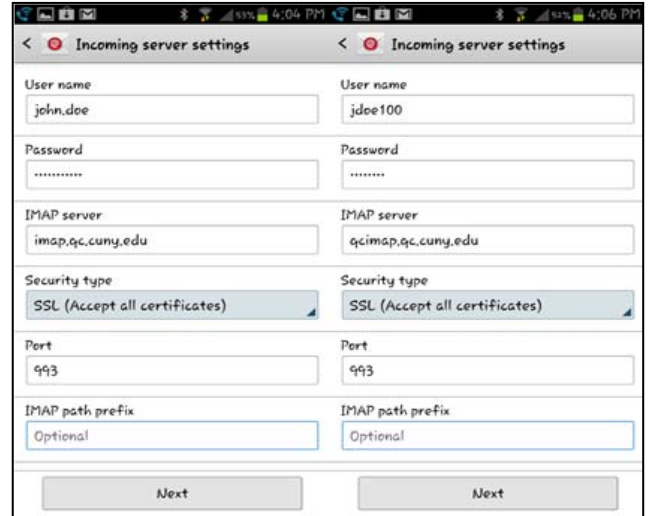 53% 4:04 PM
Incoming server settings
User name
john.doe
Password
...........
IMAP server
imap.qc.cuny.edu
Security type
SSL (Accept all certificates)
Port
993
IMAP path prefix
Optional
Next
52% 4:06 PM
Incoming server settings
User name
jdoe100
Password
........
IMAP server
qcimap.qc.cuny.edu
Security type
SSL (Accept all certificates)
Port
993
IMAP path prefix
Optional
Next